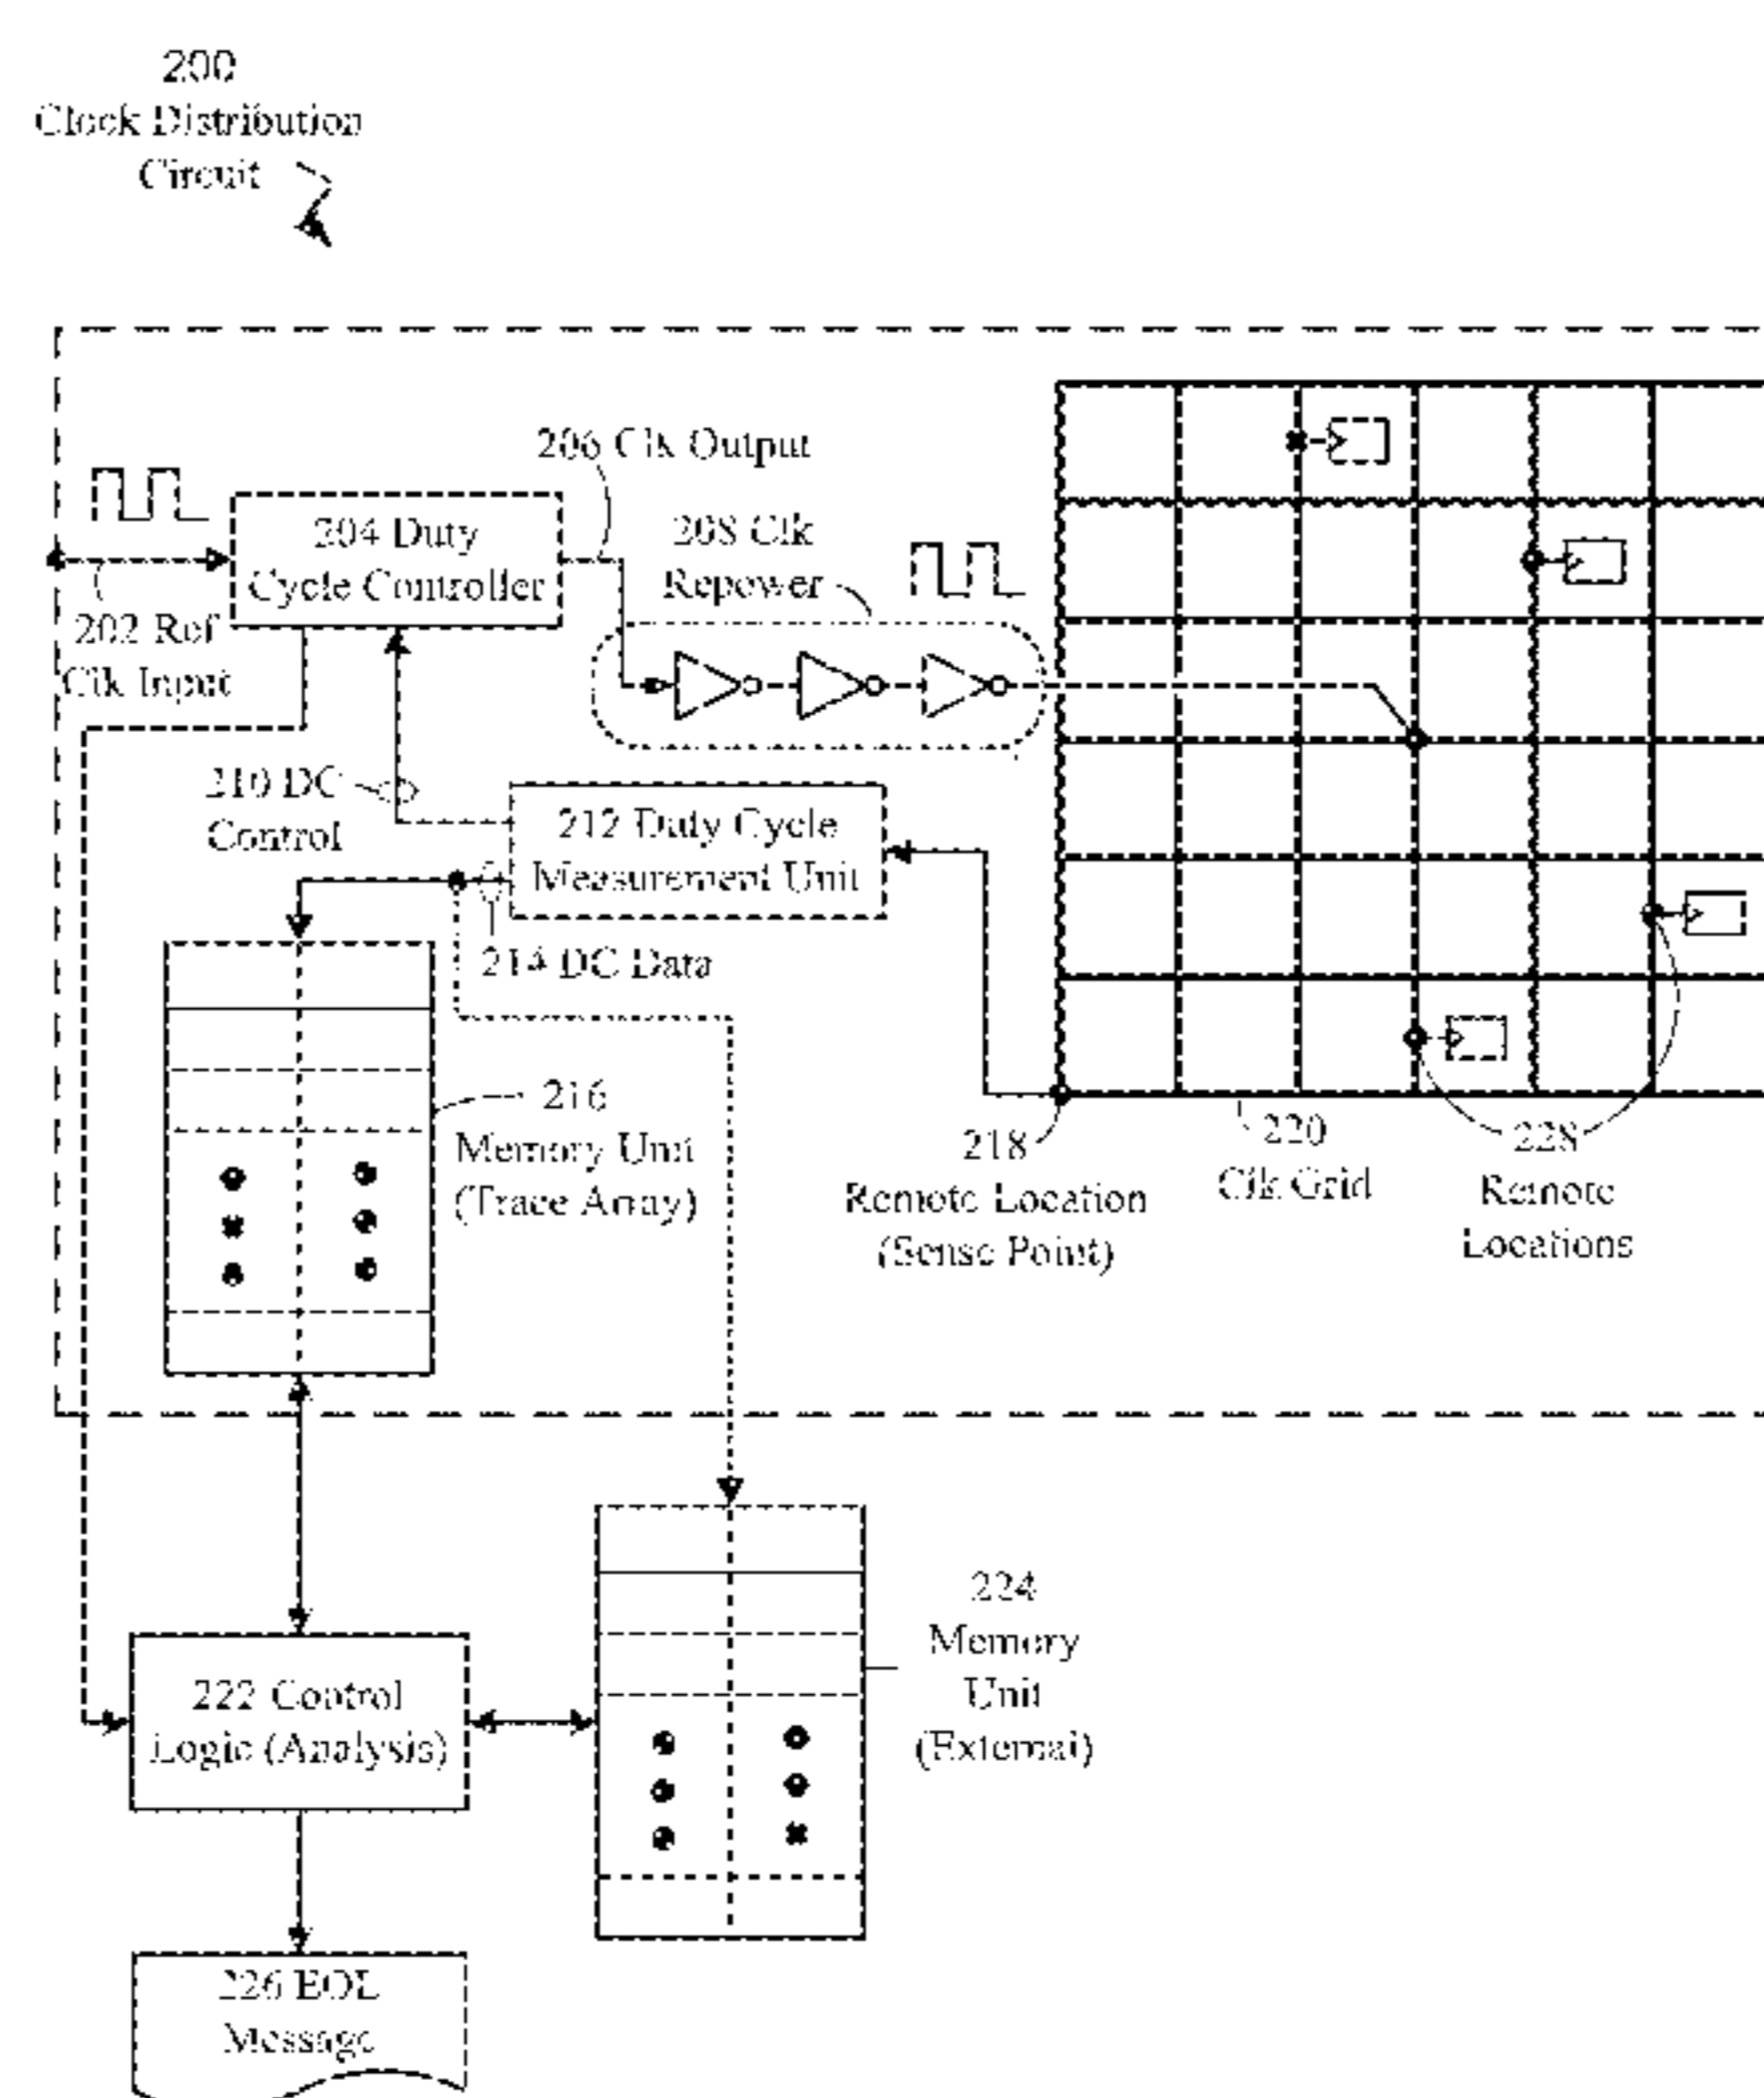 200
Clock Distribution
Circuit
206 Clk Output
204 Duty
Cycle Controller
208 Clk
Repower
202 Ref
Clk Input
210 DC
Control
212 Duty Cycle
Measurement Unit
214 DC Data
216
Memory Unit
(Trace Array)
218
Remote Location
(Sense Point)
220
Clk Grid
228
Remote
Locations
222 Control
Logic (Analysis)
224
Memory
Unit
(External)
226 EOL
Message